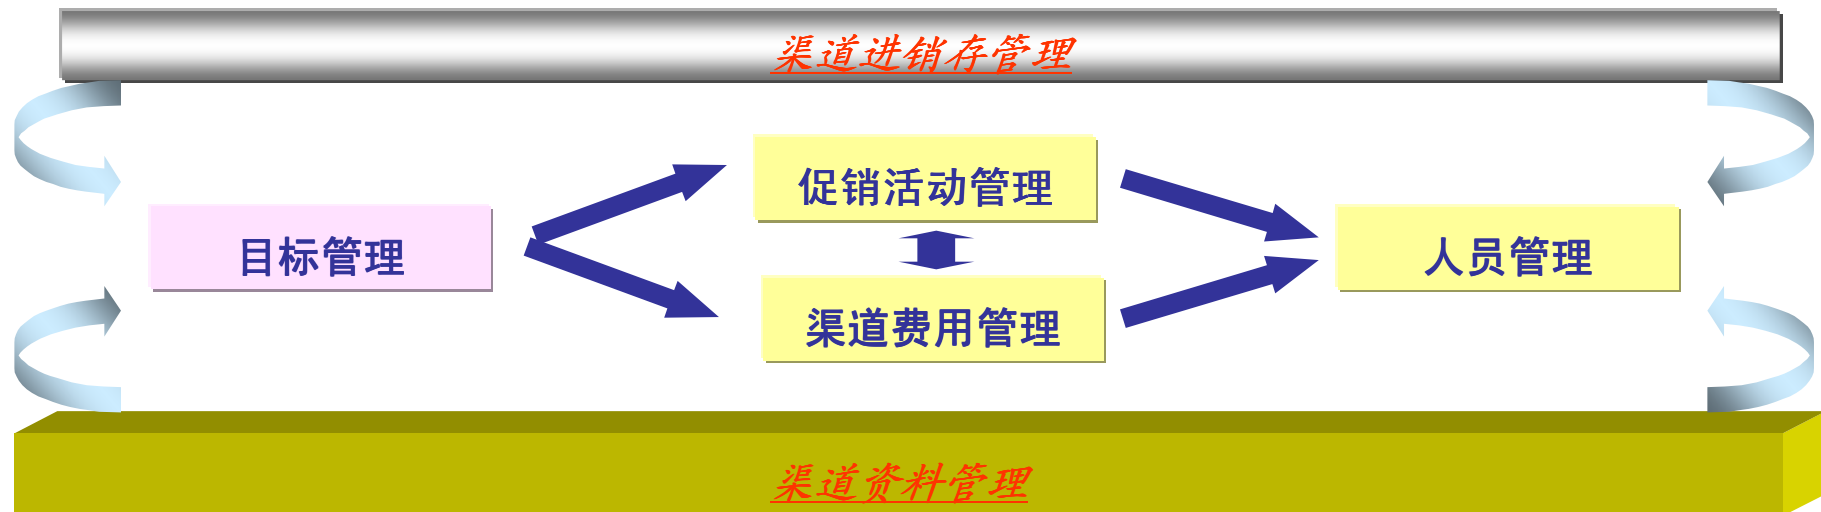 渠道进销存管理
促销活动管理
目标管理
人员管理
渠道费用管理
渠道资料管理